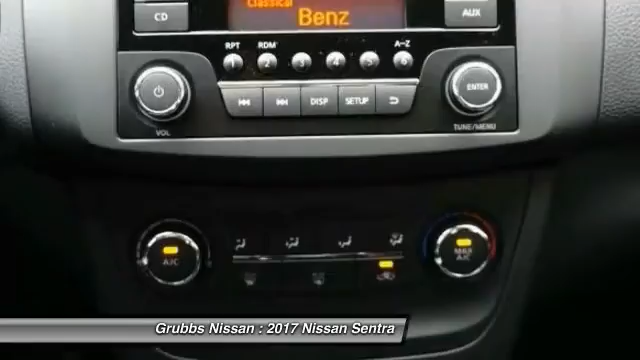 Classical
Benz
CD
AUX
RPT RDM A-Z
1 2 3 4 5 6
DISP SETUP
ENTER
VOL
TUNE/MENU
A/C
MAX A/C
Grubbs Nissan : 2017 Nissan Sentra